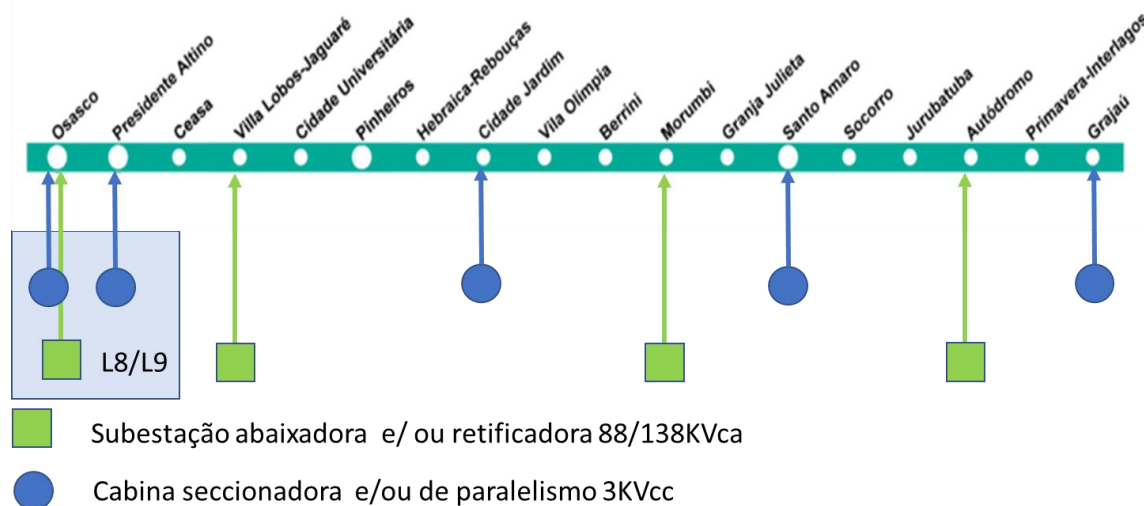 Osasco
Presidente Altino
Ceasa
Villa Lobos-Jaguaré
Cidade Universitária
Pinheiros
Hebraica-Rebouças
Cidade Jardim
Vila Olímpia
Berrini
Morumbi
Granja Julieta
Santo Amaro
Socorro
Jurubatuba
Autódromo
Primavera-Interlagos
Grajaú
L8/L9
Subestação abaixadora e/ ou retificadora 88/138KVca
Cabina seccionadora e/ou de paralelismo 3KVcc